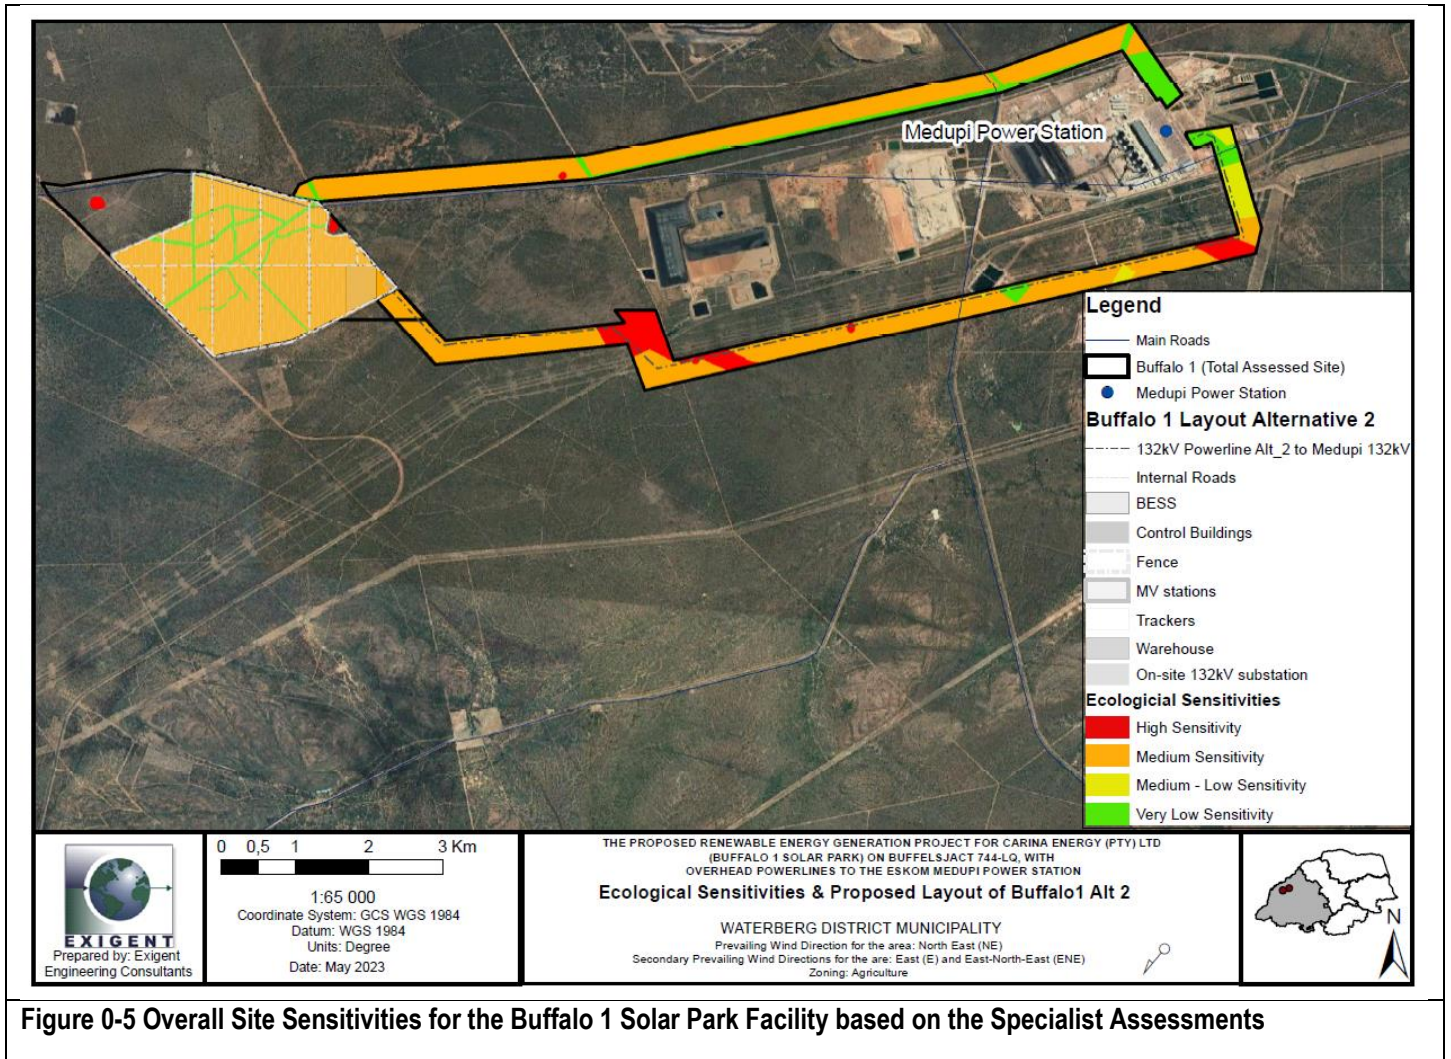 Medupi Power Station
Legend
Main Roads
Buffalo 1 (Total Assessed Site)
Medupi Power Station
Buffalo 1 Layout Alternative 2
132kV Powerline Alt_2 to Medupi 132kV
Internal Roads
BESS
Control Buildings
Fence
MV stations
Trackers
Warehouse
On-site 132kV substation
Ecologicial Sensitivities
High Sensitivity
Medium Sensitivity
Medium - Low Sensitivity
Very Low Sensitivity
EXIGENT
Prepared by: Exigent
Engineering Consultants
0 0,5 1 2 3 Km
1:65 000
Coordinate System: GCS WGS 1984
Datum: WGS 1984
Units: Degree
Date: May 2023
THE PROPOSED RENEWABLE ENERGY GENERATION PROJECT FOR CARINA ENERGY (PTY) LTD
(BUFFALO 1 SOLAR PARK) ON BUFFELSJACT 744-LQ, WITH
OVERHEAD POWERLINES TO THE ESKOM MEDUPI POWER STATION
Ecological Sensitivities & Proposed Layout of Buffalo1 Alt 2
WATERBERG DISTRICT MUNICIPALITY
Prevailing Wind Direction for the area: North East (NE)
Secondary Prevailing Wind Directions for the are: East (E) and East-North-East (ENE)
Zoning: Agriculture
N
Figure 0-5 Overall Site Sensitivities for the Buffalo 1 Solar Park Facility based on the Specialist Assessments